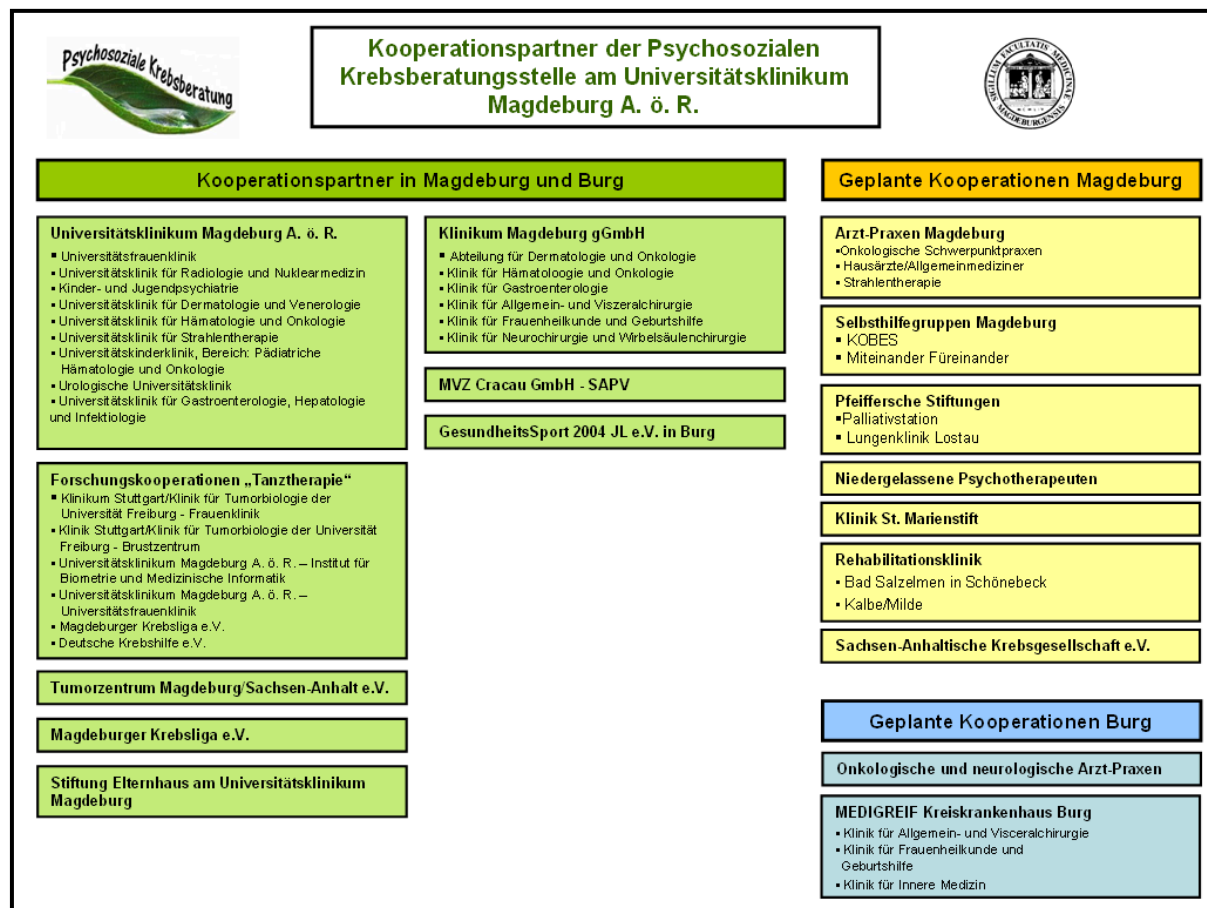 Psychosoziale Krebsberatung
Kooperationspartner der Psychosozialen
Krebsberatungsstelle am Universitätsklinikum
Magdeburg A. ö. R.
SIGILLUM FACULTATIS MEDICINAE
MAGDEBURGENSIS
Kooperationspartner in Magdeburg und Burg
Universitätsklinikum Magdeburg A. ö. R.
▪ Universitätsfrauenklinik
▪ Universitätsklinik für Radiologie und Nuklearmedizin
▪ Kinder- und Jugendpsychiatrie
▪ Universitätsklinik für Dermatologie und Venerologie
▪ Universitätsklinik für Hämatologie und Onkologie
▪ Universitätsklinik für Strahlentherapie
▪ Universitätskinderklinik, Bereich: Pädiatriche
Hämatologie und Onkologie
▪ Urologische Universitätsklinik
▪ Universitätsklinik für Gastroenterologie, Hepatologie
und Infektiologie
Forschungskooperationen „Tanztherapie“
▪ Klinikum Stuttgart/Klinik für Tumorbiologie der
Universität Freiburg - Frauenklinik
▪ Klinik Stuttgart/Klinik für Tumorbiologie der Universität
Freiburg - Brustzentrum
▪ Universitätsklinikum Magdeburg A. ö. R. – Institut für
Biometrie und Medizinische Informatik
▪ Universitätsklinikum Magdeburg A. ö. R. –
Universitätsfrauenklinik
▪ Magdeburger Krebsliga e.V.
▪ Deutsche Krebshilfe e.V.
Tumorzentrum Magdeburg/Sachsen-Anhalt e.V.
Magdeburger Krebsliga e.V.
Stiftung Elternhaus am Universitätsklinikum
Magdeburg
Klinikum Magdeburg gGmbH
▪ Abteilung für Dermatologie und Onkologie
▪ Klinik für Hämatoloogie und Onkologie
▪ Klinik für Gastroenterologie
▪ Klinik für Allgemein- und Viszeralchirurgie
▪ Klinik für Frauenheilkunde und Geburtshilfe
▪ Klinik für Neurochirurgie und Wirbelsäulenchirurgie
MVZ Cracau GmbH - SAPV
GesundheitsSport 2004 JL e.V. in Burg
Geplante Kooperationen Magdeburg
Arzt-Praxen Magdeburg
▪Onkologische Schwerpunktpraxen
▪ Hausärzte/Allgemeinmediziner
▪ Strahlentherapie
Selbsthilfegruppen Magdeburg
▪ KOBES
▪ Miteinander Füreinander
Pfeiffersche Stiftungen
▪Palliativstation
▪ Lungenklinik Lostau
Niedergelassene Psychotherapeuten
Klinik St. Marienstift
Rehabilitationsklinik
▪ Bad Salzelmen in Schönebeck
▪ Kalbe/Milde
Sachsen-Anhaltische Krebsgesellschaft e.V.
Geplante Kooperationen Burg
Onkologische und neurologische Arzt-Praxen
MEDIGREIF Kreiskrankenhaus Burg
▪ Klinik für Allgemein- und Visceralchirurgie
▪ Klinik für Frauenheilkunde und
Geburtshilfe
▪ Klinik für Innere Medizin